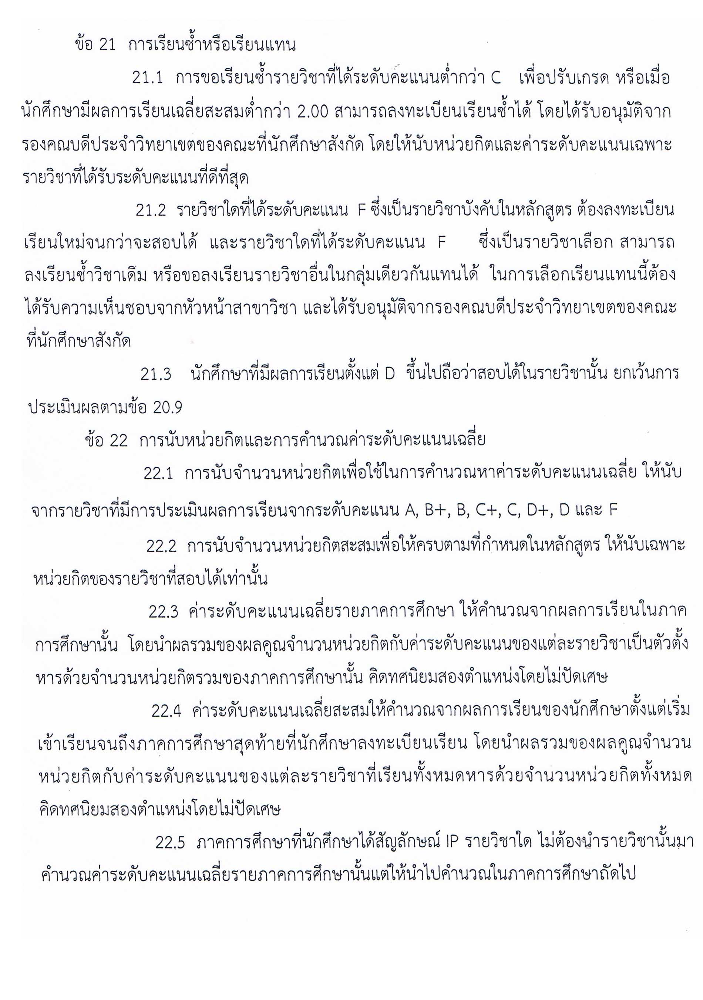 ข้อ 21 การเรียนซ้ำหรือเรียนแทน
21.1 การขอเรียนซ้ำรายวิชาที่ได้ระดับคะแนนต่ำกว่า C เพื่อปรับเกรด หรือเมื่อ
นักศึกษามีผลการเรียนเฉลี่ยสะสมต่ำกว่า 2.00 สามารถลงทะเบียนเรียนซ้ำได้ โดยได้รับอนุมัติจาก
รองคณบดีประจำวิทยาเขตของคณะที่นักศึกษาสังกัด โดยให้นับหน่วยกิตและค่าระดับคะแนนเฉพาะ
รายวิชาที่ได้รับระดับคะแนนที่ดีที่สุด
21.2 รายวิชาใดที่ได้ระดับคะแนน F ซึ่งเป็นรายวิชาบังคับในหลักสูตร ต้องลงทะเบียน
เรียนใหม่จนกว่าจะสอบได้ และรายวิชาใดที่ได้ระดับคะแนน F ซึ่งเป็นรายวิชาเลือก สามารถ
ลงเรียนซ้ำวิชาเดิม หรือขอลงเรียนรายวิชาอื่นในกลุ่มเดียวกันแทนได้ ในการเลือกเรียนแทนนี้ต้อง
ได้รับความเห็นชอบจากหัวหน้าสาขาวิชา และได้รับอนุมัติจากรองคณบดีประจำวิทยาเขตของคณะ
ที่นักศึกษาสังกัด
21.3 นักศึกษาที่มีผลการเรียนตั้งแต่ D ขึ้นไปถือว่าสอบได้ในรายวิชานั้น ยกเว้นการ
ประเมินผลตามข้อ 20.9
ข้อ 22 การนับหน่วยกิตและการคำนวณค่าระดับคะแนนเฉลี่ย
22.1 การนับจำนวนหน่วยกิตเพื่อใช้ในการคำนวณหาค่าระดับคะแนนเฉลี่ย ให้นับ
จากรายวิชาที่มีการประเมินผลการเรียนจากระดับคะแนน A, B+, B, C+, C, D+, D และ F
22.2 การนับจำนวนหน่วยกิตสะสมเพื่อให้ครบตามที่กำหนดในหลักสูตร ให้นับเฉพาะ
หน่วยกิตของรายวิชาที่สอบได้เท่านั้น
22.3 ค่าระดับคะแนนเฉลี่ยรายภาคการศึกษา ให้คำนวณจากผลการเรียนในภาค
การศึกษานั้น โดยนำผลรวมของผลคูณจำนวนหน่วยกิตกับค่าระดับคะแนนของแต่ละรายวิชาเป็นตัวตั้ง
หารด้วยจำนวนหน่วยกิตรวมของภาคการศึกษานั้น คิดทศนิยมสองตำแหน่งโดยไม่ปัดเศษ
22.4 ค่าระดับคะแนนเฉลี่ยสะสมให้คำนวณจากผลการเรียนของนักศึกษาตั้งแต่เริ่ม
เข้าเรียนจนถึงภาคการศึกษาสุดท้ายที่นักศึกษาลงทะเบียนเรียน โดยนำผลรวมของผลคูณจำนวน
หน่วยกิตกับค่าระดับคะแนนของแต่ละรายวิชาที่เรียนทั้งหมดหารด้วยจำนวนหน่วยกิตทั้งหมด
คิดทศนิยมสองตำแหน่งโดยไม่ปัดเศษ
22.5 ภาคการศึกษาที่นักศึกษาได้สัญลักษณ์ IP รายวิชาใด ไม่ต้องนำรายวิชานั้นมา
คำนวณค่าระดับคะแนนเฉลี่ยรายภาคการศึกษานั้นแต่ให้นำไปคำนวณในภาคการศึกษาถัดไป